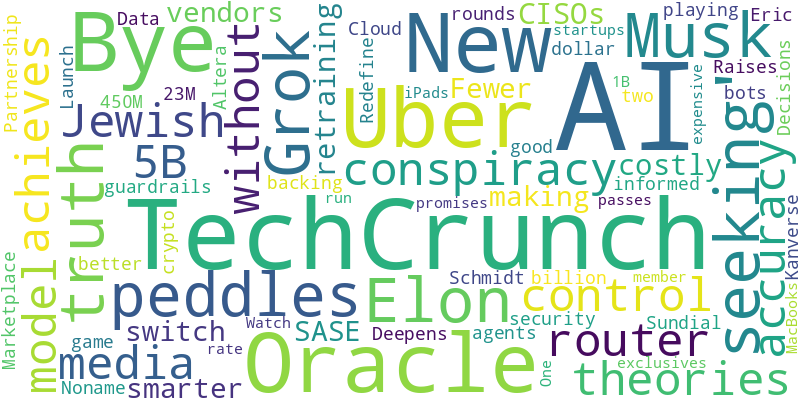 Partnership
Data
vendors
Bye
Launch
450M
23M
Altera
achieves
Jewish
5B
guardrails
truth
without
Grok
retraining
backing
crypto
better
Marketplace
model
TechCrunch
peddles
run
Redefine
Cloud
rounds
iPads
New
CISOs
startups
dollar
Uber
Fewer
good
AI
1B
two
expensive
Musk
playing
Eric
Raises
bots
Decisions
conspiracy
costly
informed
making
promises
passes
seeking'
accuracy
Kanverse
MacBooks
Elon
Schmidt
billion
member
control
security
Sundial
switch
Watch
SASE
Deepens
agents
router
game
media
rate
Noname
smarter
Oracle
One
exclusives
theories